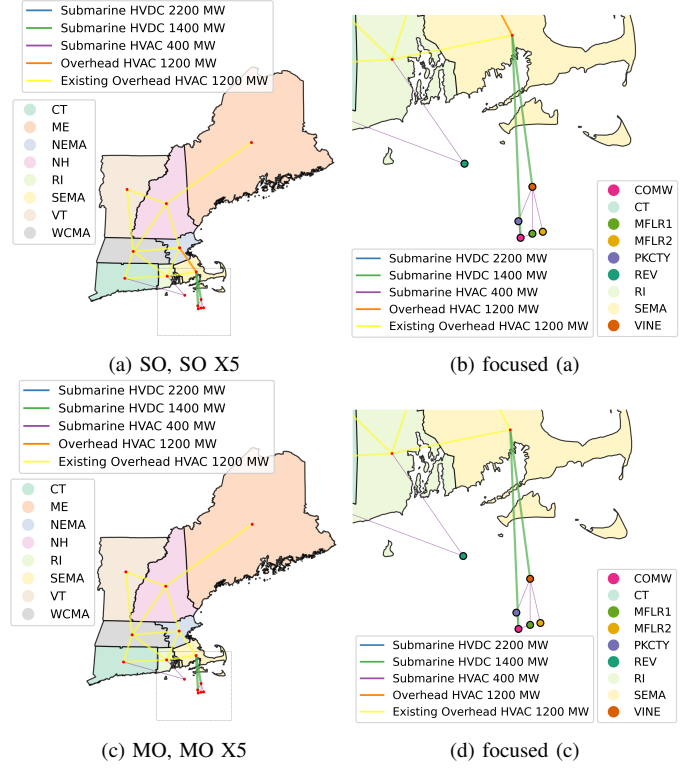 Submarine HVDC 2200 MW
Submarine HVDC 1400 MW
Submarine HVAC 400 MW
Overhead HVAC 1200 MW
Existing Overhead HVAC 1200 MW
CT
ME
NEMA
NH
RI
SEMA
VT
WCMA
(a) SO, SO X5
COMW
CT
MFLR1
MFLR2
PKCTY
REV
RI
SEMA
VINE
Submarine HVDC 2200 MW
Submarine HVDC 1400 MW
Submarine HVAC 400 MW
Overhead HVAC 1200 MW
Existing Overhead HVAC 1200 MW
(b) focused (a)
Submarine HVDC 2200 MW
Submarine HVDC 1400 MW
Submarine HVAC 400 MW
Overhead HVAC 1200 MW
Existing Overhead HVAC 1200 MW
CT
ME
NEMA
NH
RI
SEMA
VT
WCMA
(c) MO, MO X5
COMW
CT
MFLR1
MFLR2
PKCTY
REV
RI
SEMA
VINE
Submarine HVDC 2200 MW
Submarine HVDC 1400 MW
Submarine HVAC 400 MW
Overhead HVAC 1200 MW
Existing Overhead HVAC 1200 MW
(d) focused (c)